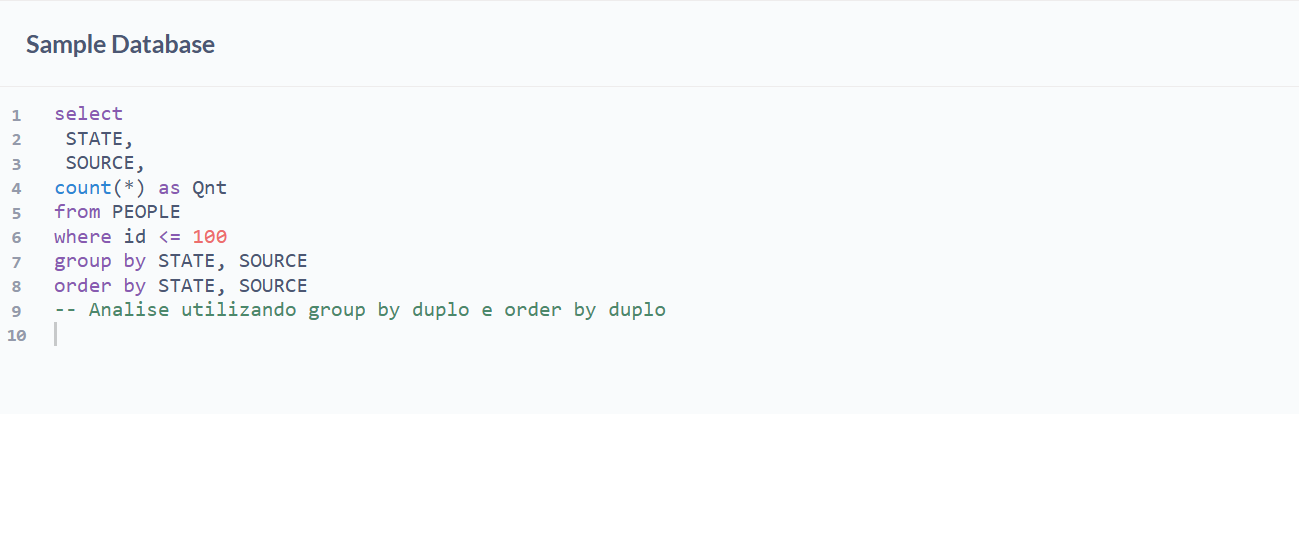 Sample Database
1 select
2 STATE,
3 SOURCE,
4 count(*) as Qnt
5 from PEOPLE
6 where id <= 100
7 group by STATE, SOURCE
8 order by STATE, SOURCE
9 -- Analise utilizando group by duplo e order by duplo
10